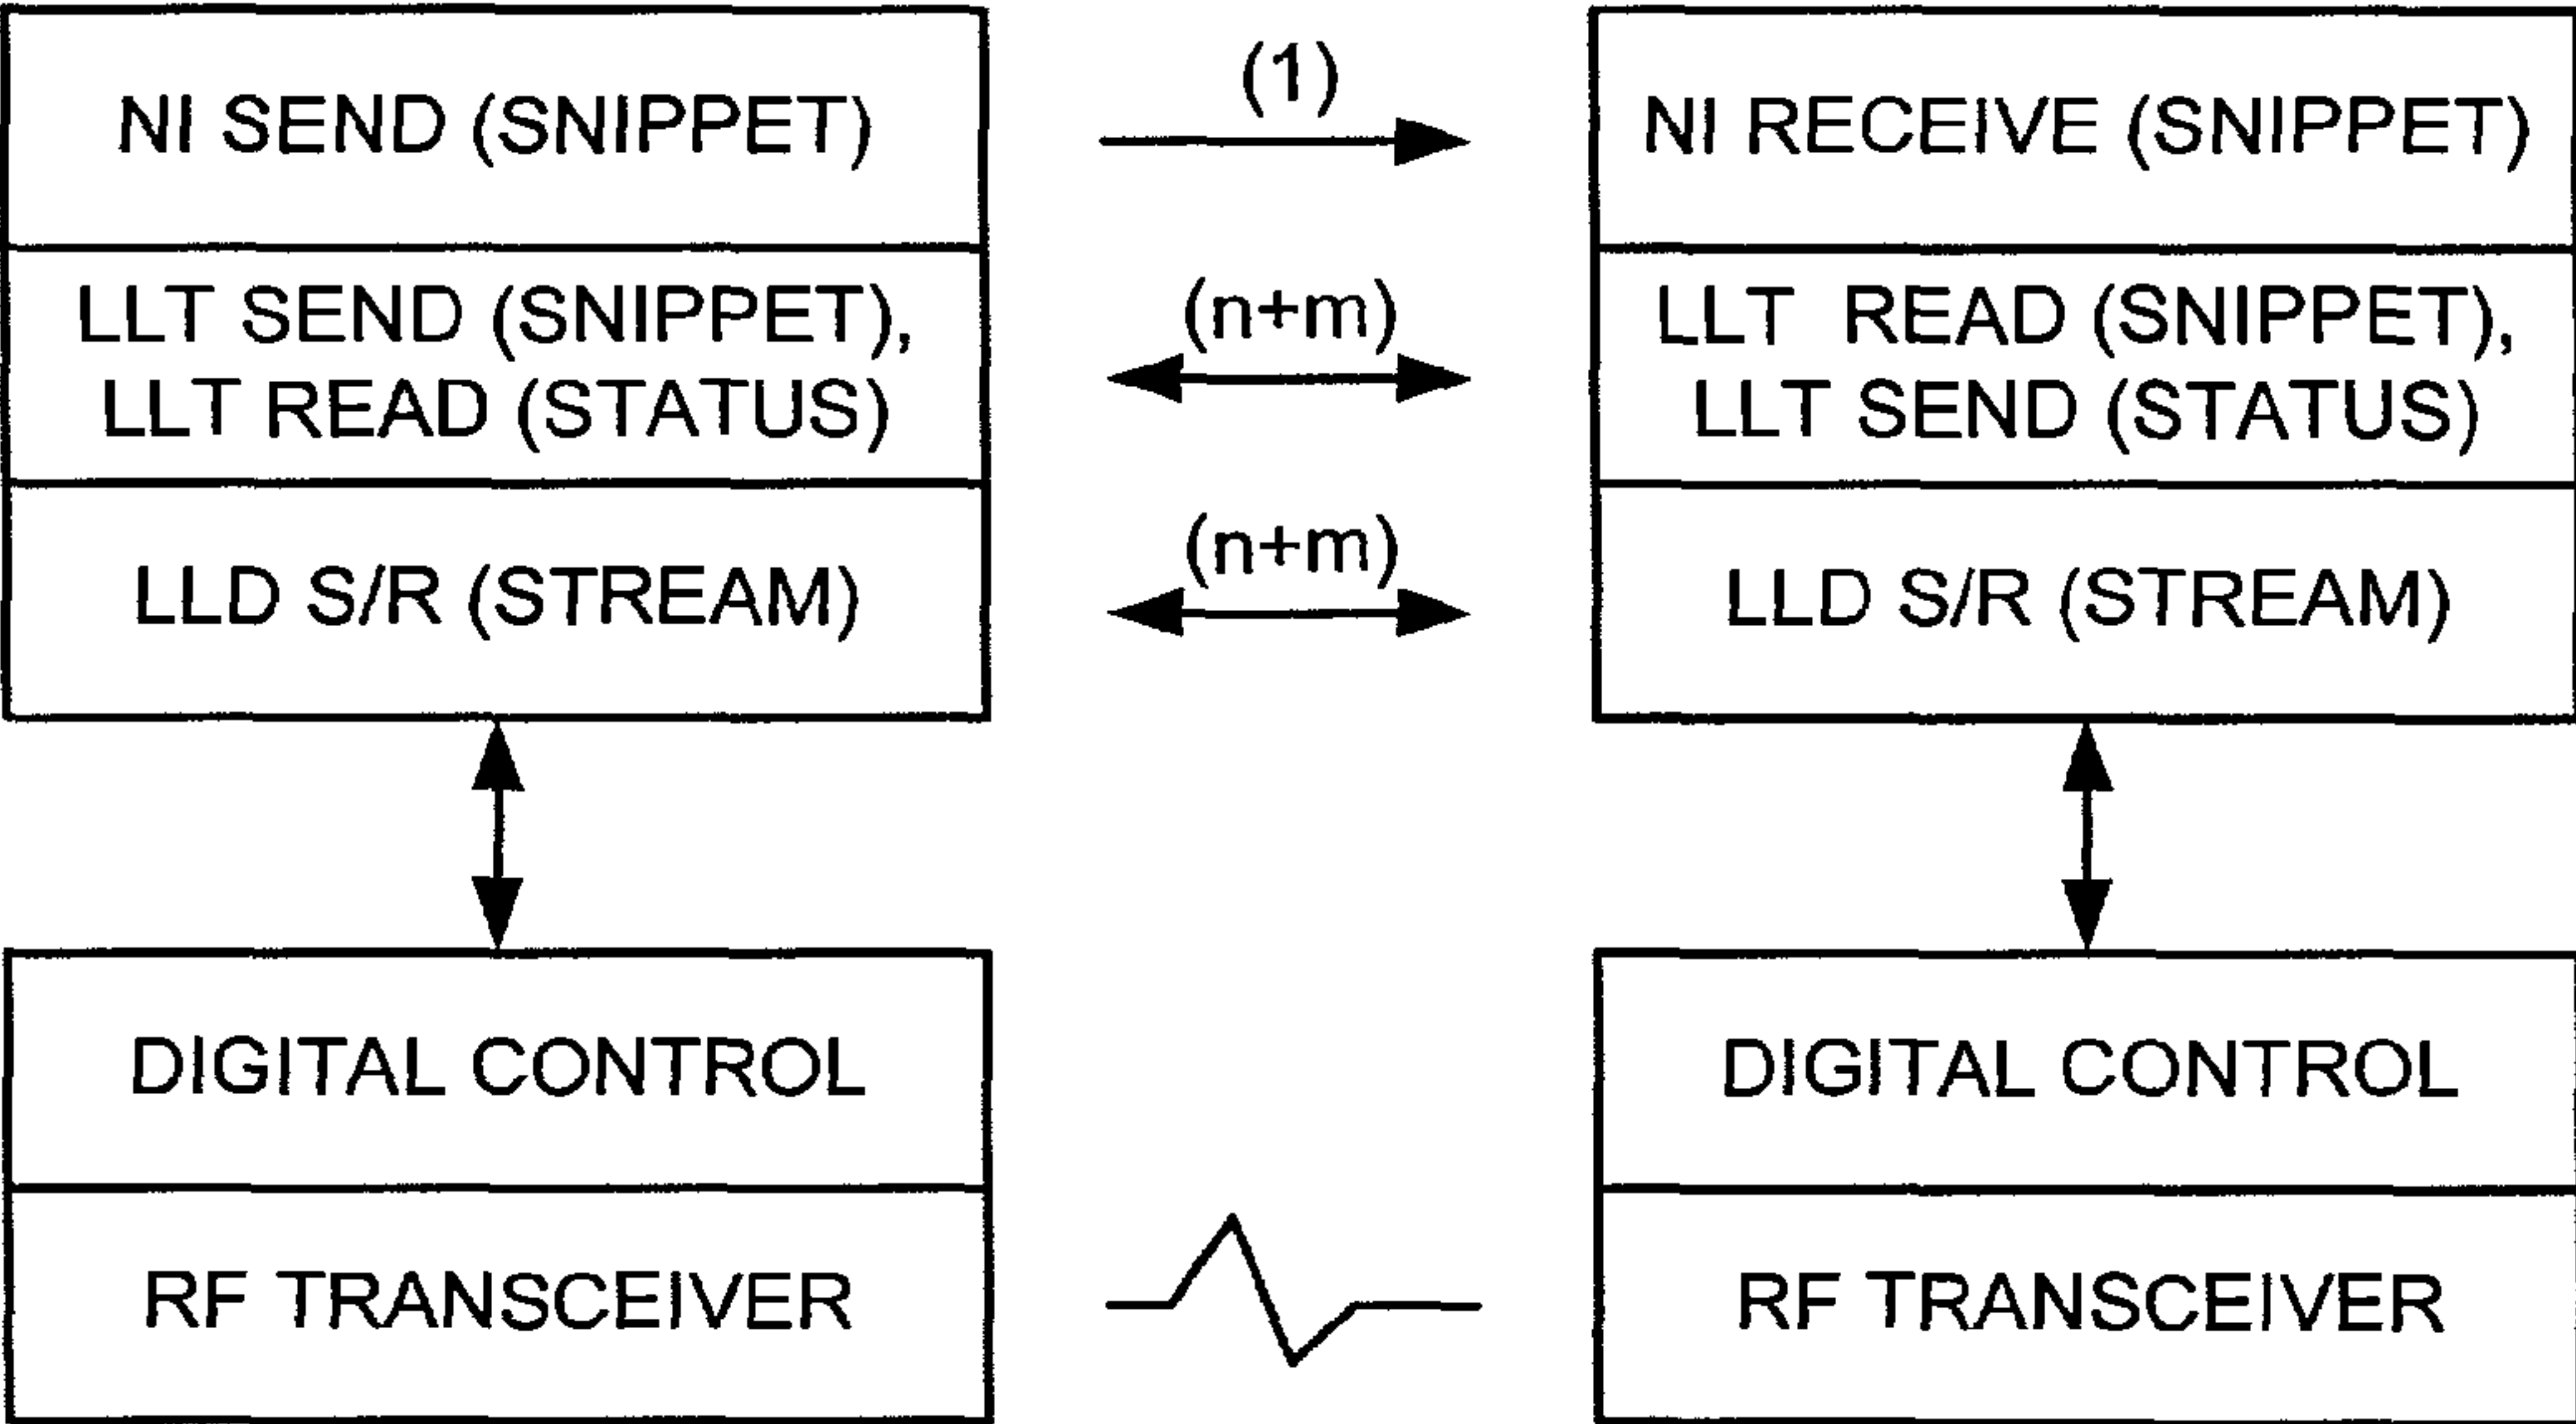 NI SEND (SNIPPET)
(1)
NI RECEIVE (SNIPPET)
LLT SEND (SNIPPET),
LLT READ (STATUS)
(n+m)
LLT READ (SNIPPET),
LLT SEND (STATUS)
LLD S/R (STREAM)
(n+m)
LLD S/R (STREAM)
DIGITAL CONTROL
DIGITAL CONTROL
RF TRANSCEIVER
RF TRANSCEIVER